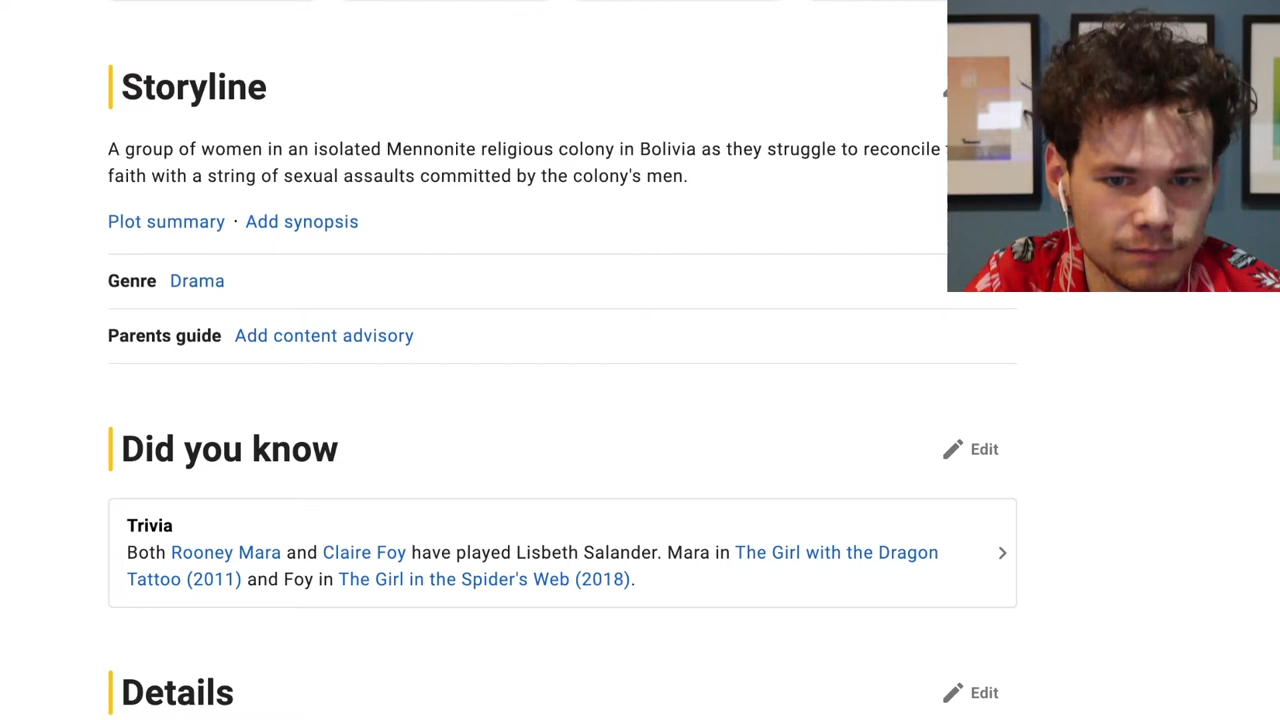 Storyline
A group of women in an isolated Mennonite religious colony in Bolivia as they struggle to reconcile
faith with a string of sexual assaults committed by the colony's men.
Plot summary · Add synopsis
Genre Drama
Parents guide Add content advisory
Did you know
Edit
Trivia
Both Rooney Mara and Claire Foy have played Lisbeth Salander. Mara in The Girl with the Dragon
Tattoo (2011) and Foy in The Girl in the Spider's Web (2018).
Details
Edit